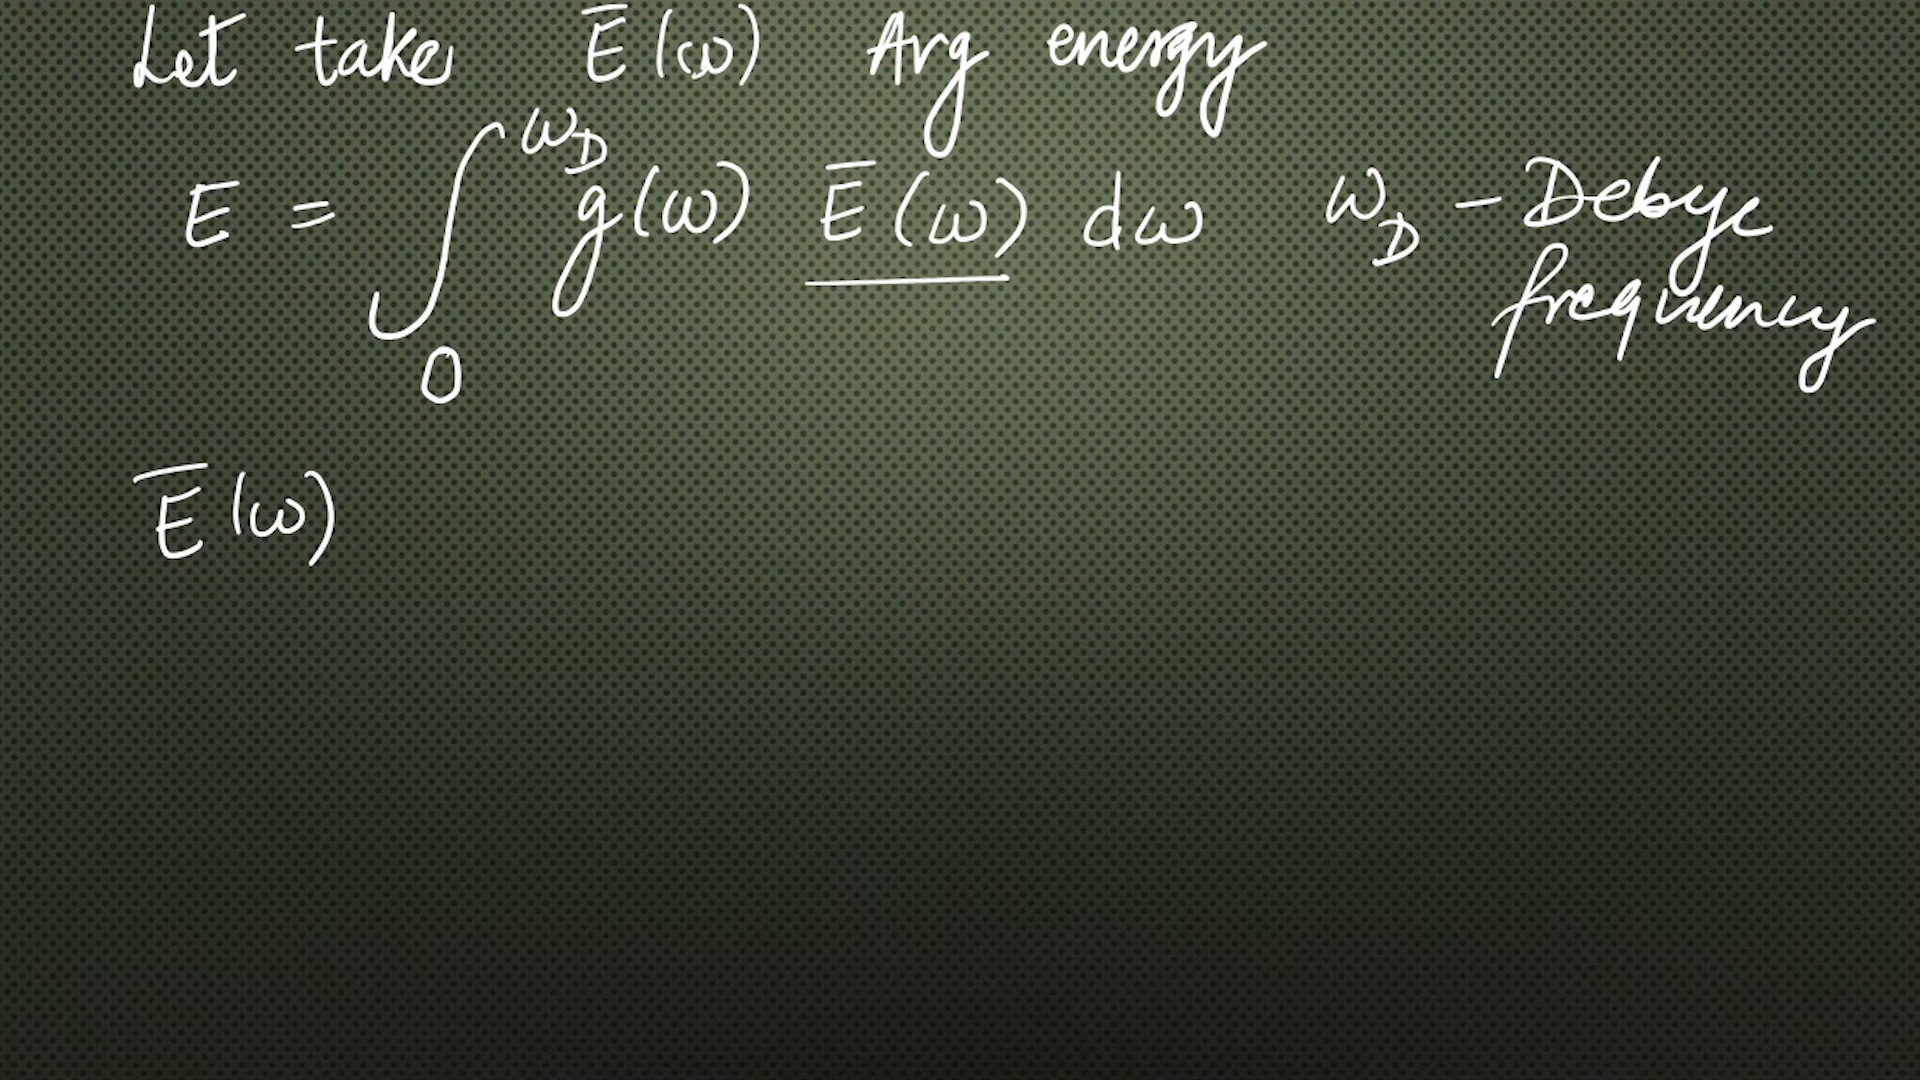 Let take E̅(ω) Avg energy
E = ∫₀^ω_D g(ω) E̅(ω) dω ω_D - Debye
frequency
E̅(ω)